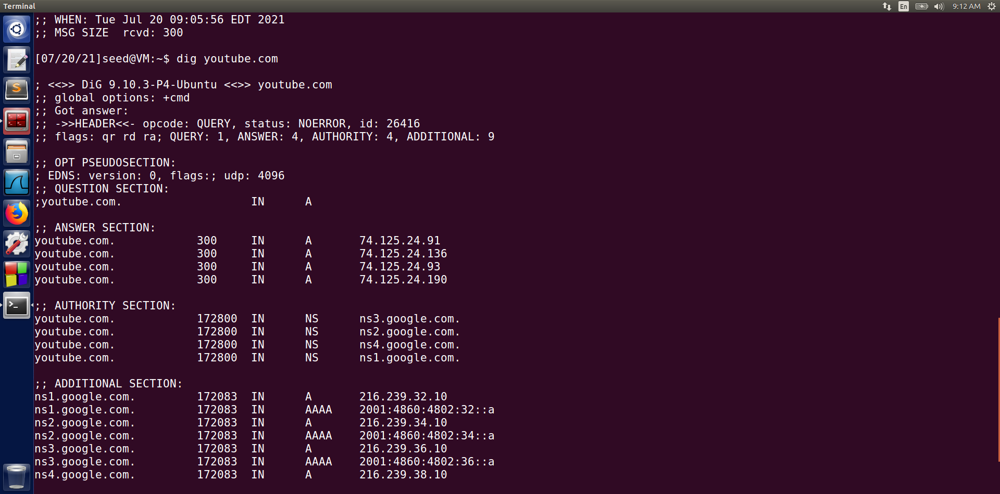 Terminal
En
9:12 AM
;; WHEN: Tue Jul 20 09:05:56 EDT 2021
;; MSG SIZE  rcvd: 300
[07/20/21]seed@VM:~$ dig youtube.com
; <<>> DiG 9.10.3-P4-Ubuntu <<>> youtube.com
;; global options: +cmd
;; Got answer:
;; ->>HEADER<<- opcode: QUERY, status: NOERROR, id: 26416
;; flags: qr rd ra; QUERY: 1, ANSWER: 4, AUTHORITY: 4, ADDITIONAL: 9
;; OPT PSEUDOSECTION:
; EDNS: version: 0, flags:; udp: 4096
;; QUESTION SECTION:
;youtube.com. IN A
;; ANSWER SECTION:
youtube.com. 300 IN A 74.125.24.91
youtube.com. 300 IN A 74.125.24.136
youtube.com. 300 IN A 74.125.24.93
youtube.com. 300 IN A 74.125.24.190
;; AUTHORITY SECTION:
youtube.com. 172800 IN NS ns3.google.com.
youtube.com. 172800 IN NS ns2.google.com.
youtube.com. 172800 IN NS ns4.google.com.
youtube.com. 172800 IN NS ns1.google.com.
;; ADDITIONAL SECTION:
ns1.google.com. 172083 IN A 216.239.32.10
ns1.google.com. 172083 IN AAAA 2001:4860:4802:32::a
ns2.google.com. 172083 IN A 216.239.34.10
ns2.google.com. 172083 IN AAAA 2001:4860:4802:34::a
ns3.google.com. 172083 IN A 216.239.36.10
ns3.google.com. 172083 IN AAAA 2001:4860:4802:36::a
ns4.google.com. 172083 IN A 216.239.38.10